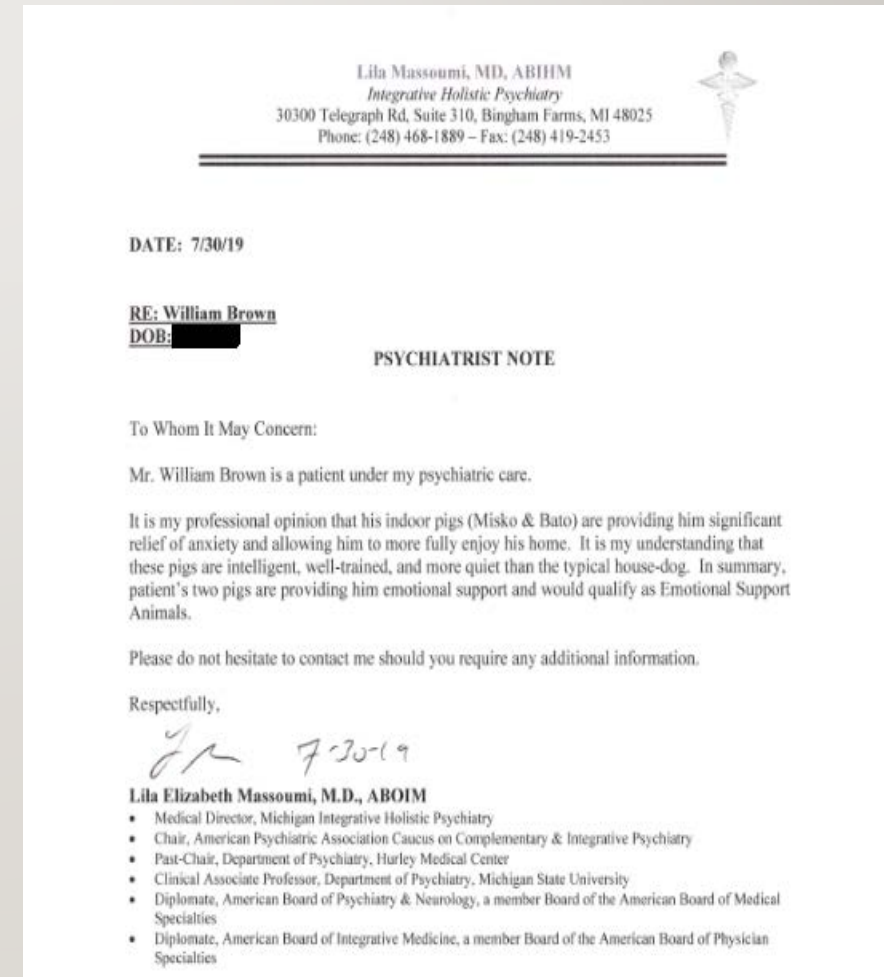 Lila Massoumi, MD, ABIHM
Integrative Holistic Psychiatry
30300 Telegraph Rd, Suite 310, Bingham Farms, MI 48025
Phone: (248) 468-1889 – Fax: (248) 419-2453
DATE: 7/30/19
RE: William Brown
DOB:
PSYCHIATRIST NOTE
To Whom It May Concern:
Mr. William Brown is a patient under my psychiatric care.
It is my professional opinion that his indoor pigs (Misko & Bato) are providing him significant
relief of anxiety and allowing him to more fully enjoy his home. It is my understanding that
these pigs are intelligent, well-trained, and more quiet than the typical house-dog. In summary,
patient's two pigs are providing him emotional support and would qualify as Emotional Support
Animals.
Please do not hesitate to contact me should you require any additional information.
Respectfully,
7-30-19
Lila Elizabeth Massoumi, M.D., ABOIM
• Medical Director, Michigan Integrative Holistic Psychiatry
• Chair, American Psychiatric Association Caucus on Complementary & Integrative Psychiatry
• Past-Chair, Department of Psychiatry, Hurley Medical Center
• Clinical Associate Professor, Department of Psychiatry, Michigan State University
• Diplomate, American Board of Psychiatry & Neurology, a member Board of the American Board of Medical
Specialties
• Diplomate, American Board of Integrative Medicine, a member Board of the American Board of Physician
Specialties